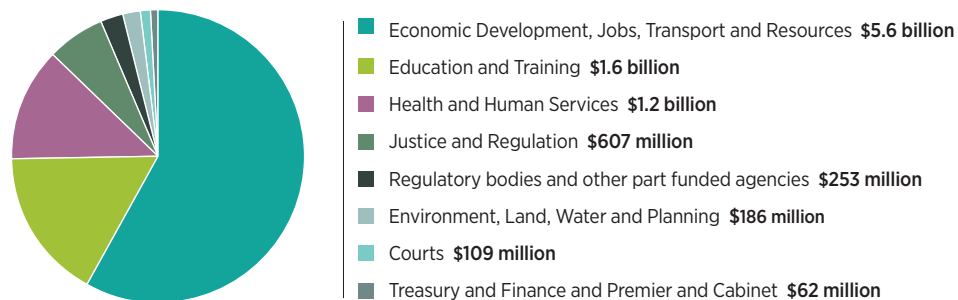 Economic Development, Jobs, Transport and Resources $5.6 billion
Education and Training $1.6 billion
Health and Human Services $1.2 billion
Justice and Regulation $607 million
Regulatory bodies and other part funded agencies $253 million
Environment, Land, Water and Planning $186 million
Courts $109 million
Treasury and Finance and Premier and Cabinet $62 million